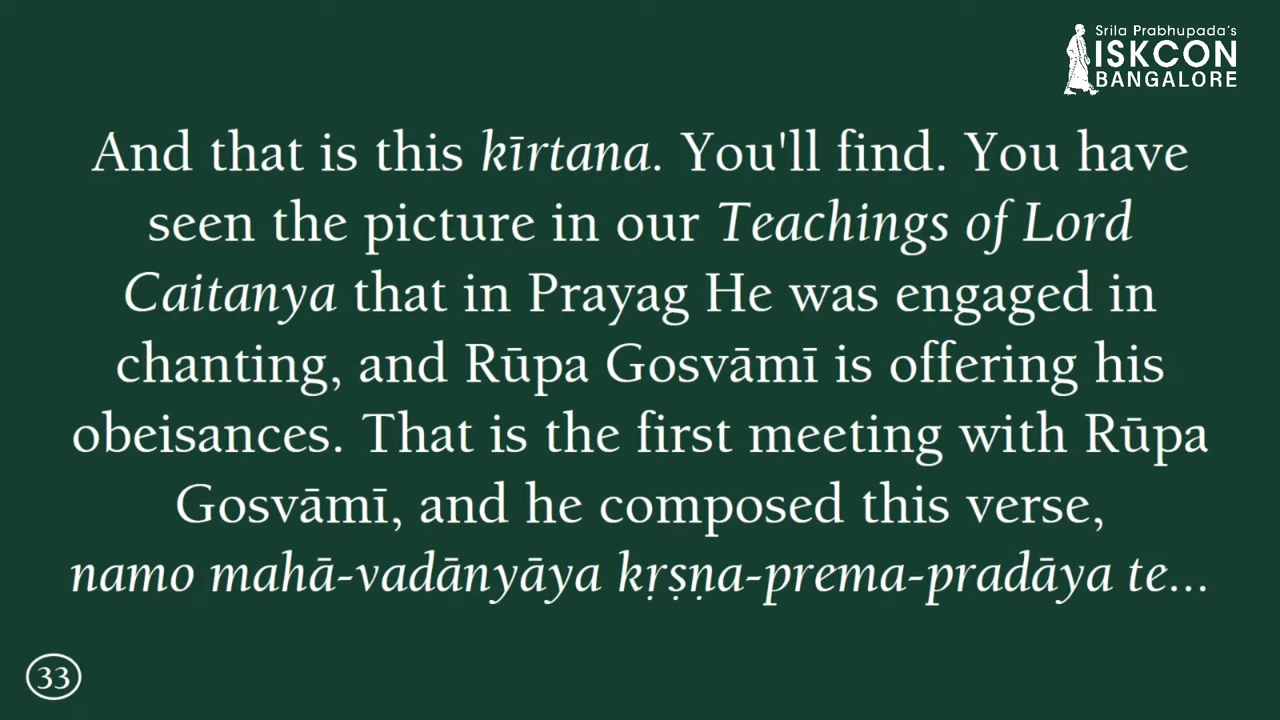 Srila Prabhupada's
ISKCON
BANGALORE
And that is this kīrtana. You'll find. You have
seen the picture in our Teachings of Lord
Caitanya that in Prayag He was engaged in
chanting, and Rūpa Gosvāmī is offering his
obeisances. That is the first meeting with Rūpa
Gosvāmī, and he composed this verse,
namo mahā-vadānyāya kṛṣṇa-prema-pradāya te...
33